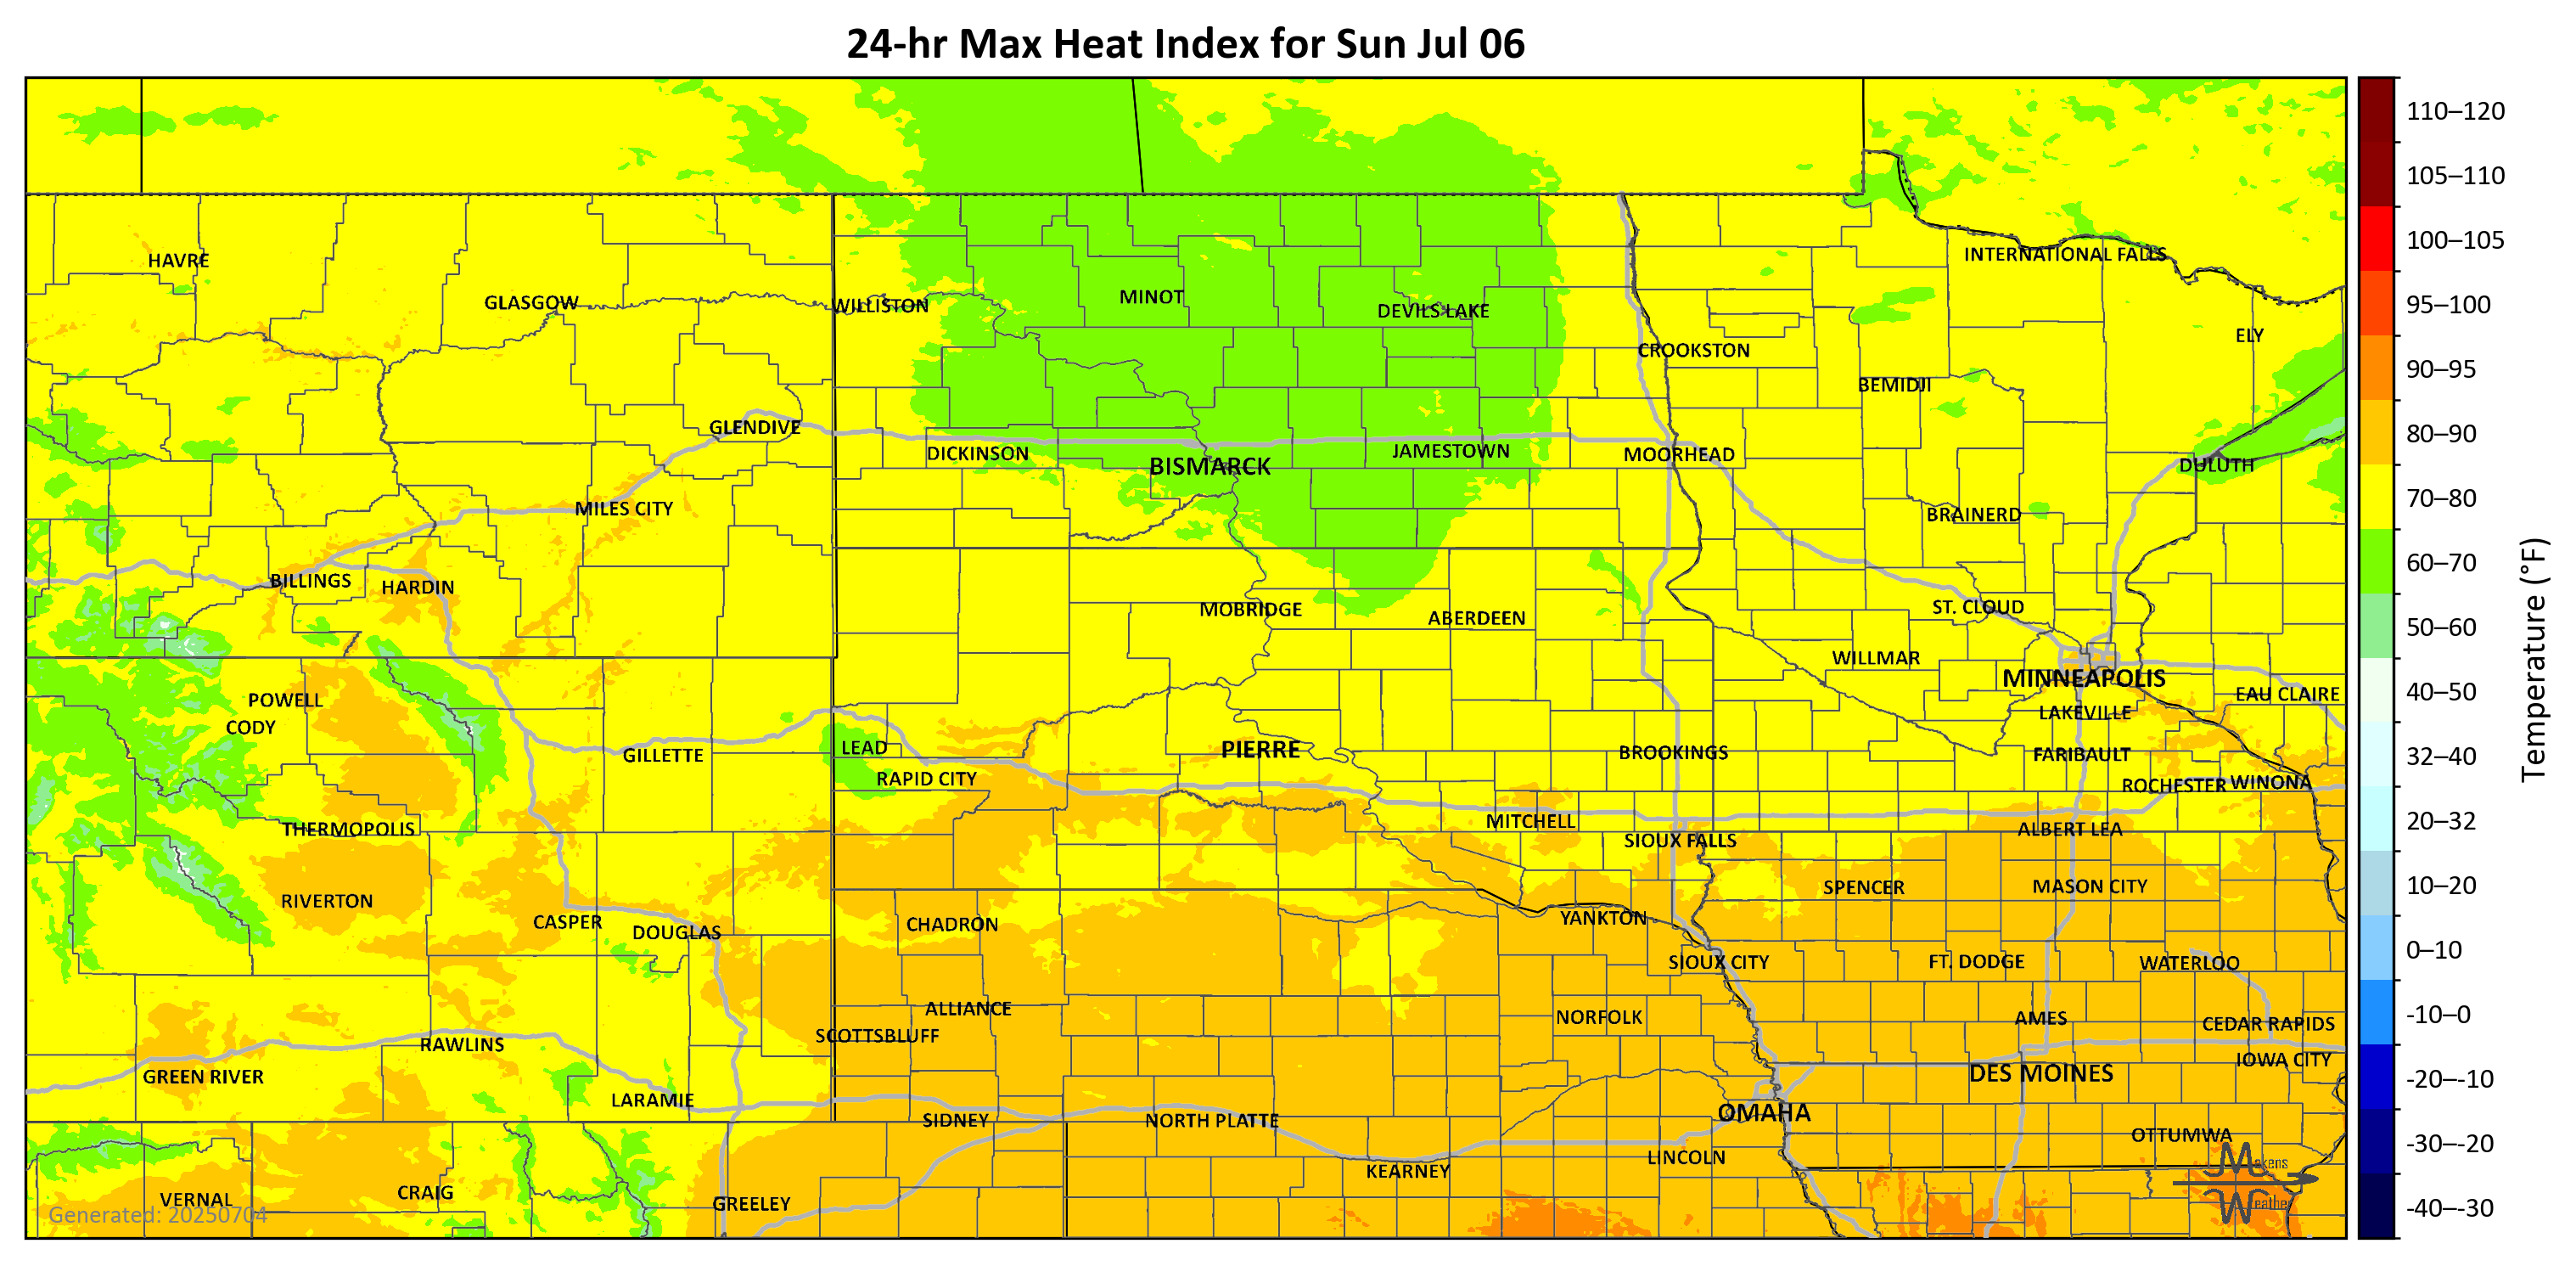 24-hr Max Heat Index for Sun Jul 06
HAVRE
INTERNATIONAL FALLS
GLASGOW
WILLISTON
MINOT
DEVILS LAKE
ELY
CROOKSTON
BEMIDJI
GLENDIVE
DICKINSON
BISMARCK
JAMESTOWN
MOORHEAD
DULUTH
MILES CITY
BRAINERD
BILLINGS
HARDIN
MOBRIDGE
ABERDEEN
ST. CLOUD
WILLMAR
MINNEAPOLIS
EAU CLAIRE
POWELL
CODY
LAKEVILLE
GILLETTE
LEAD
PIERRE
BROOKINGS
FARIBAULT
RAPID CITY
ROCHESTER
WINONA
THERMOPOLIS
MITCHELL
SIOUX FALLS
ALBERT LEA
RIVERTON
SPENCER
MASON CITY
CASPER
DOUGLAS
CHADRON
YANKTON
SIOUX CITY
FT. DODGE
WATERLOO
ALLIANCE
NORFOLK
AMES
CEDAR RAPIDS
SCOTTSBLUFF
RAWLINS
IOWA CITY
GREEN RIVER
DES MOINES
LARAMIE
SIDNEY
NORTH PLATTE
OMAHA
OTTUMWA
KEARNEY
LINCOLN
VERNAL
CRAIG
GREELEY
Generated: 20250704
Makens
Weather
110–120
105–110
100–105
95–100
90–95
80–90
70–80
60–70
50–60
40–50
32–40
20–32
10–20
0–10
-10–0
-20–-10
-30–-20
-40–-30
Temperature (°F)